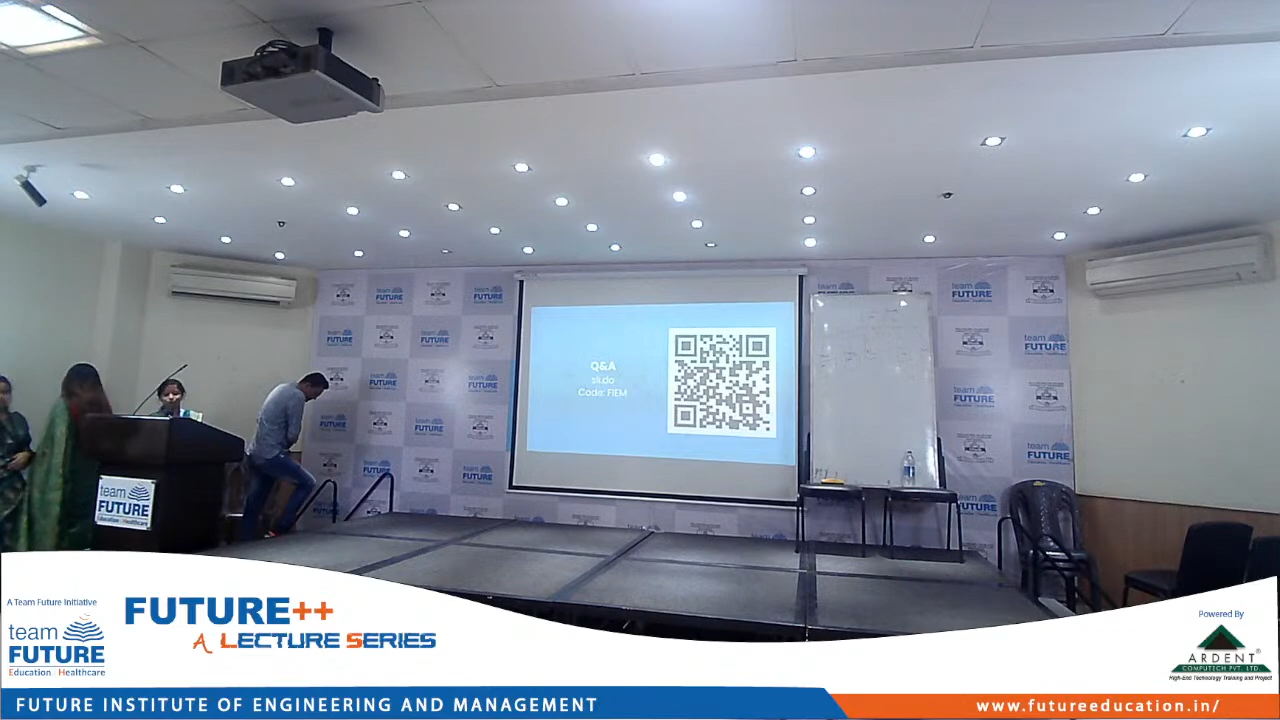 Q&A
sli.do
Code: FIEM
team
FUTURE
Education | Healthcare
A Team Future Initiative
team
FUTURE
Education Healthcare
FUTURE++
A LECTURE SERIES
Powered By
ARDENT®
COMPUTECH PVT. LTD.
High-End Technology Training and Project
FUTURE INSTITUTE OF ENGINEERING AND MANAGEMENT
www.futureeducation.in/